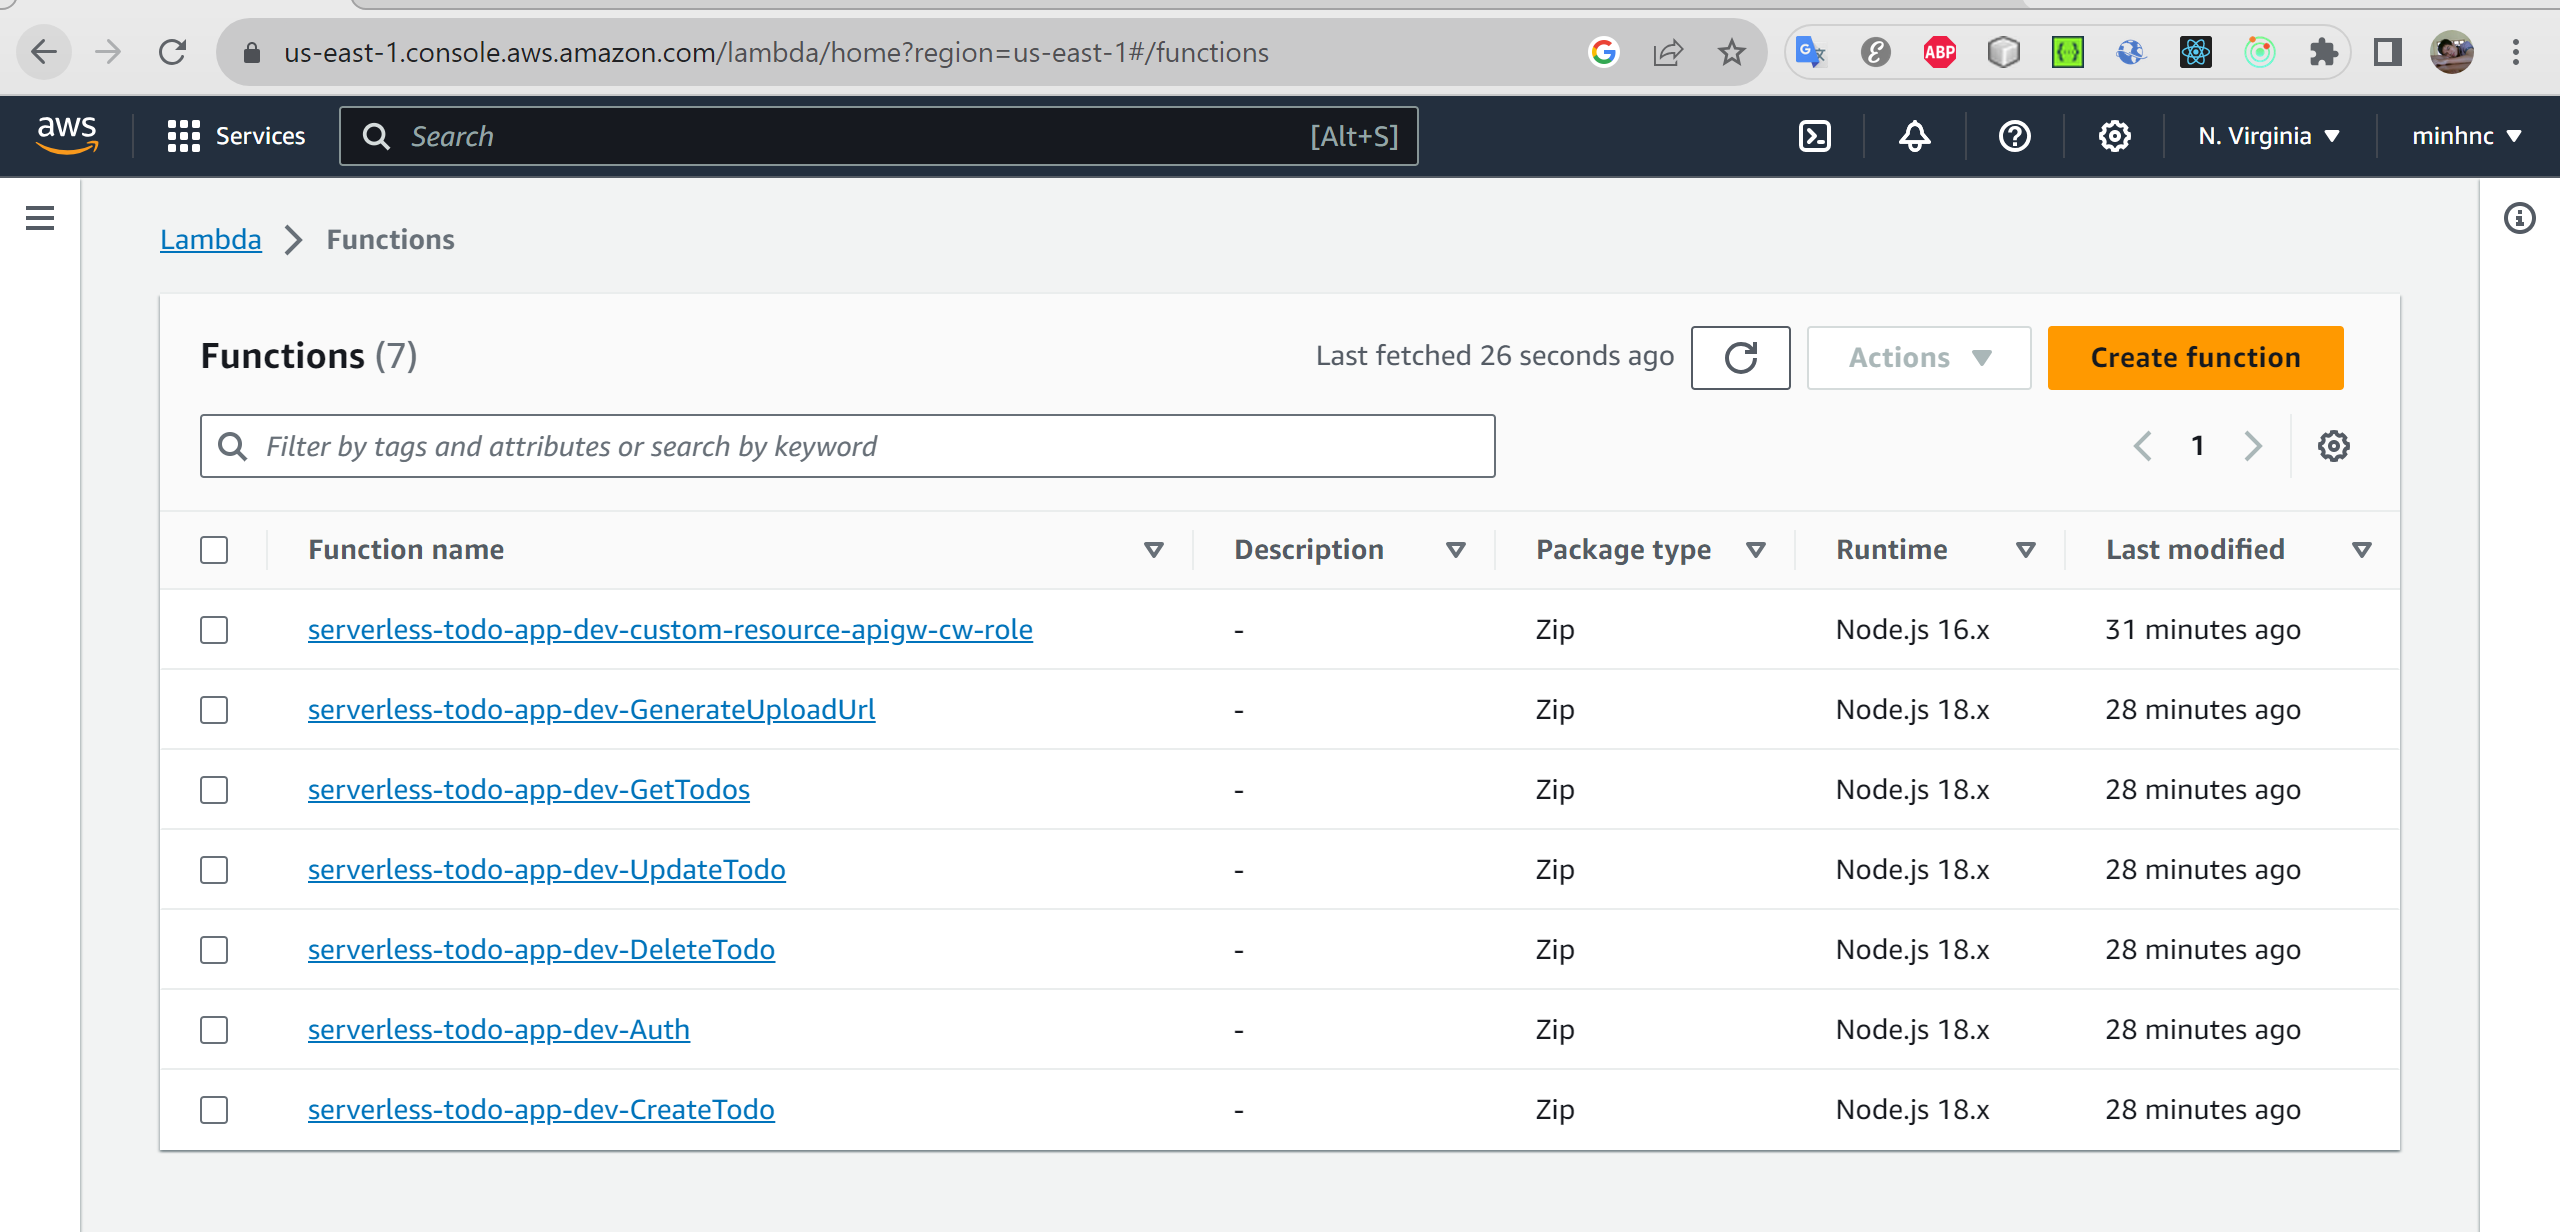 us-east-1.console.aws.amazon.com/lambda/home?region=us-east-1#/functions
ABP
aws Services Search [Alt+S] N. Virginia minhnc
Lambda Functions
Functions (7) Last fetched 26 seconds ago Actions Create function
Filter by tags and attributes or search by keyword 1
Function name Description Package type Runtime Last modified
serverless-todo-app-dev-custom-resource-apigw-cw-role - Zip Node.js 16.x 31 minutes ago
serverless-todo-app-dev-GenerateUploadUrl - Zip Node.js 18.x 28 minutes ago
serverless-todo-app-dev-GetTodos - Zip Node.js 18.x 28 minutes ago
serverless-todo-app-dev-UpdateTodo - Zip Node.js 18.x 28 minutes ago
serverless-todo-app-dev-DeleteTodo - Zip Node.js 18.x 28 minutes ago
serverless-todo-app-dev-Auth - Zip Node.js 18.x 28 minutes ago
serverless-todo-app-dev-CreateTodo - Zip Node.js 18.x 28 minutes ago